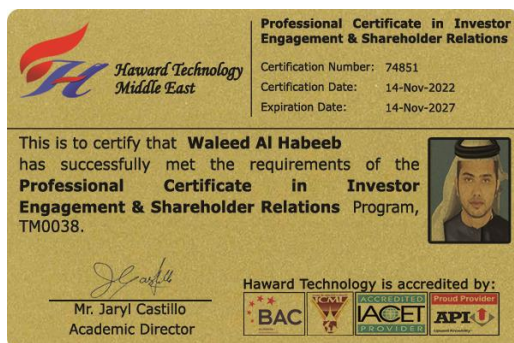 Haward Technology
Middle East
Professional Certificate in Investor
Engagement & Shareholder Relations
Certification Number: 74851
Certification Date: 14-Nov-2022
Expiration Date: 14-Nov-2027
This is to certify that Waleed Al Habeeb
has successfully met the requirements of the
Professional Certificate in Investor
Engagement & Shareholder Relations Program,
TM0038.
Mr. Jaryl Castillo
Academic Director
Haward Technology is accredited by:
BAC
TCMI
ACCREDITED
IACET
PROVIDER
Proud Provider
API